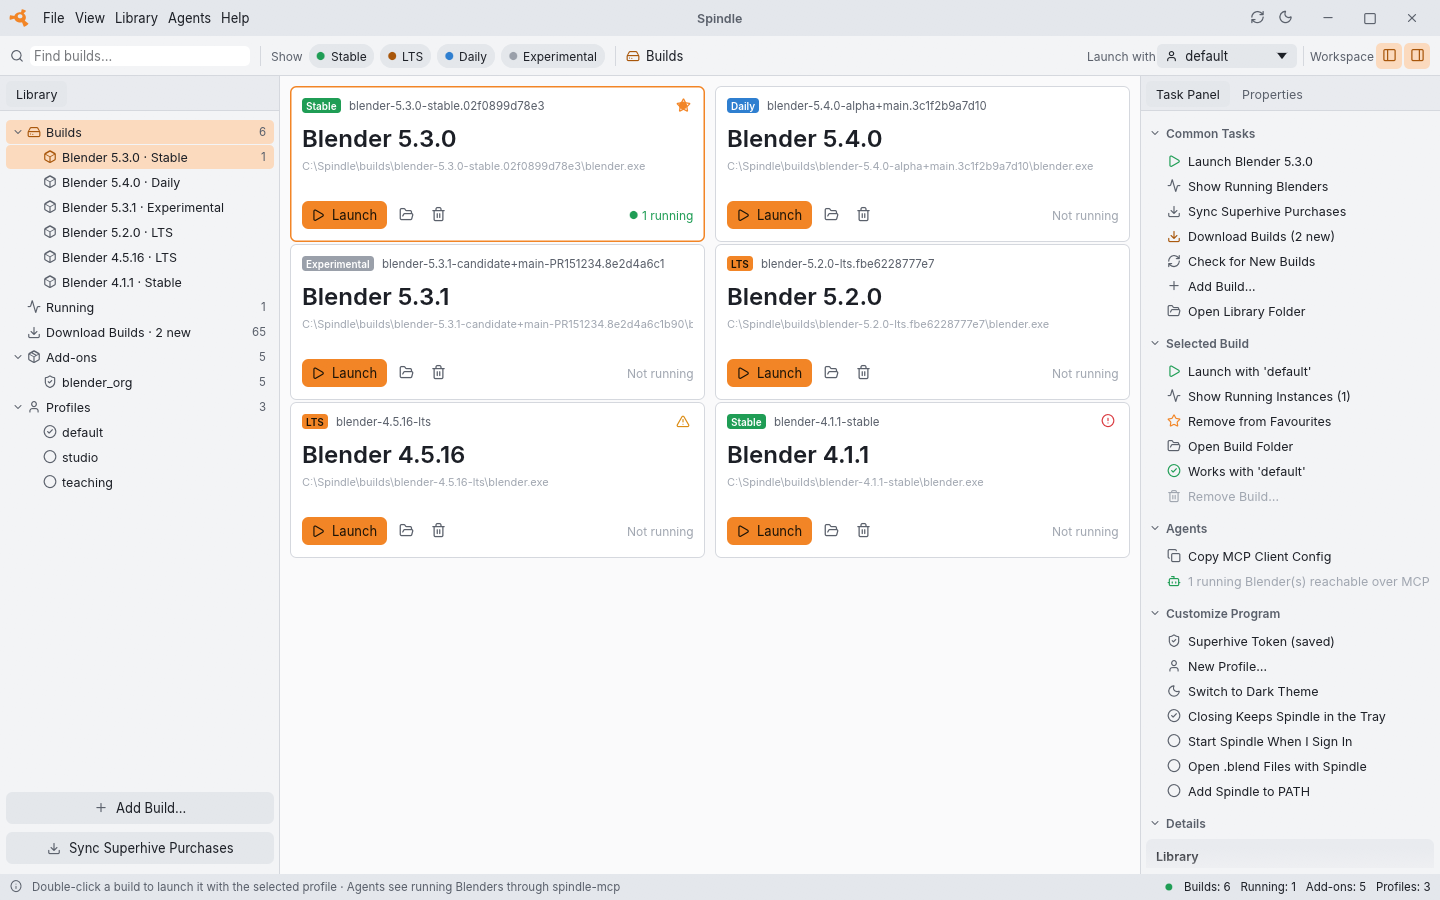 File View Library Agents Help
Spindle
Find builds...
Show Stable LTS Daily Experimental
Builds
Launch with default
Workspace
Library
Builds 6
Blender 5.3.0 · Stable 1
Blender 5.4.0 · Daily
Blender 5.3.1 · Experimental
Blender 5.2.0 · LTS
Blender 4.5.16 · LTS
Blender 4.1.1 · Stable
Running 1
Download Builds · 2 new 65
Add-ons 5
blender_org 5
Profiles 3
default
studio
teaching
Add Build...
Sync Superhive Purchases
Stable blender-5.3.0-stable.02f0899d78e3
Blender 5.3.0
C:\Spindle\builds\blender-5.3.0-stable.02f0899d78e3\blender.exe
Launch 1 running
Daily blender-5.4.0-alpha+main.3c1f2b9a7d10
Blender 5.4.0
C:\Spindle\builds\blender-5.4.0-alpha+main.3c1f2b9a7d10\blender.exe
Launch Not running
Experimental blender-5.3.1-candidate+main-PR151234.8e2d4a6c1
Blender 5.3.1
C:\Spindle\builds\blender-5.3.1-candidate+main-PR151234.8e2d4a6c1b90\b
Launch Not running
LTS blender-5.2.0-lts.fbe6228777e7
Blender 5.2.0
C:\Spindle\builds\blender-5.2.0-lts.fbe6228777e7\blender.exe
Launch Not running
LTS blender-4.5.16-lts
Blender 4.5.16
C:\Spindle\builds\blender-4.5.16-lts\blender.exe
Launch Not running
Stable blender-4.1.1-stable
Blender 4.1.1
C:\Spindle\builds\blender-4.1.1-stable\blender.exe
Launch Not running
Task Panel Properties
Common Tasks
Launch Blender 5.3.0
Show Running Blenders
Sync Superhive Purchases
Download Builds (2 new)
Check for New Builds
Add Build...
Open Library Folder
Selected Build
Launch with 'default'
Show Running Instances (1)
Remove from Favourites
Open Build Folder
Works with 'default'
Remove Build...
Agents
Copy MCP Client Config
1 running Blender(s) reachable over MCP
Customize Program
Superhive Token (saved)
New Profile...
Switch to Dark Theme
Closing Keeps Spindle in the Tray
Start Spindle When I Sign In
Open .blend Files with Spindle
Add Spindle to PATH
Details
Library
Double-click a build to launch it with the selected profile · Agents see running Blenders through spindle-mcp
Builds: 6 Running: 1 Add-ons: 5 Profiles: 3